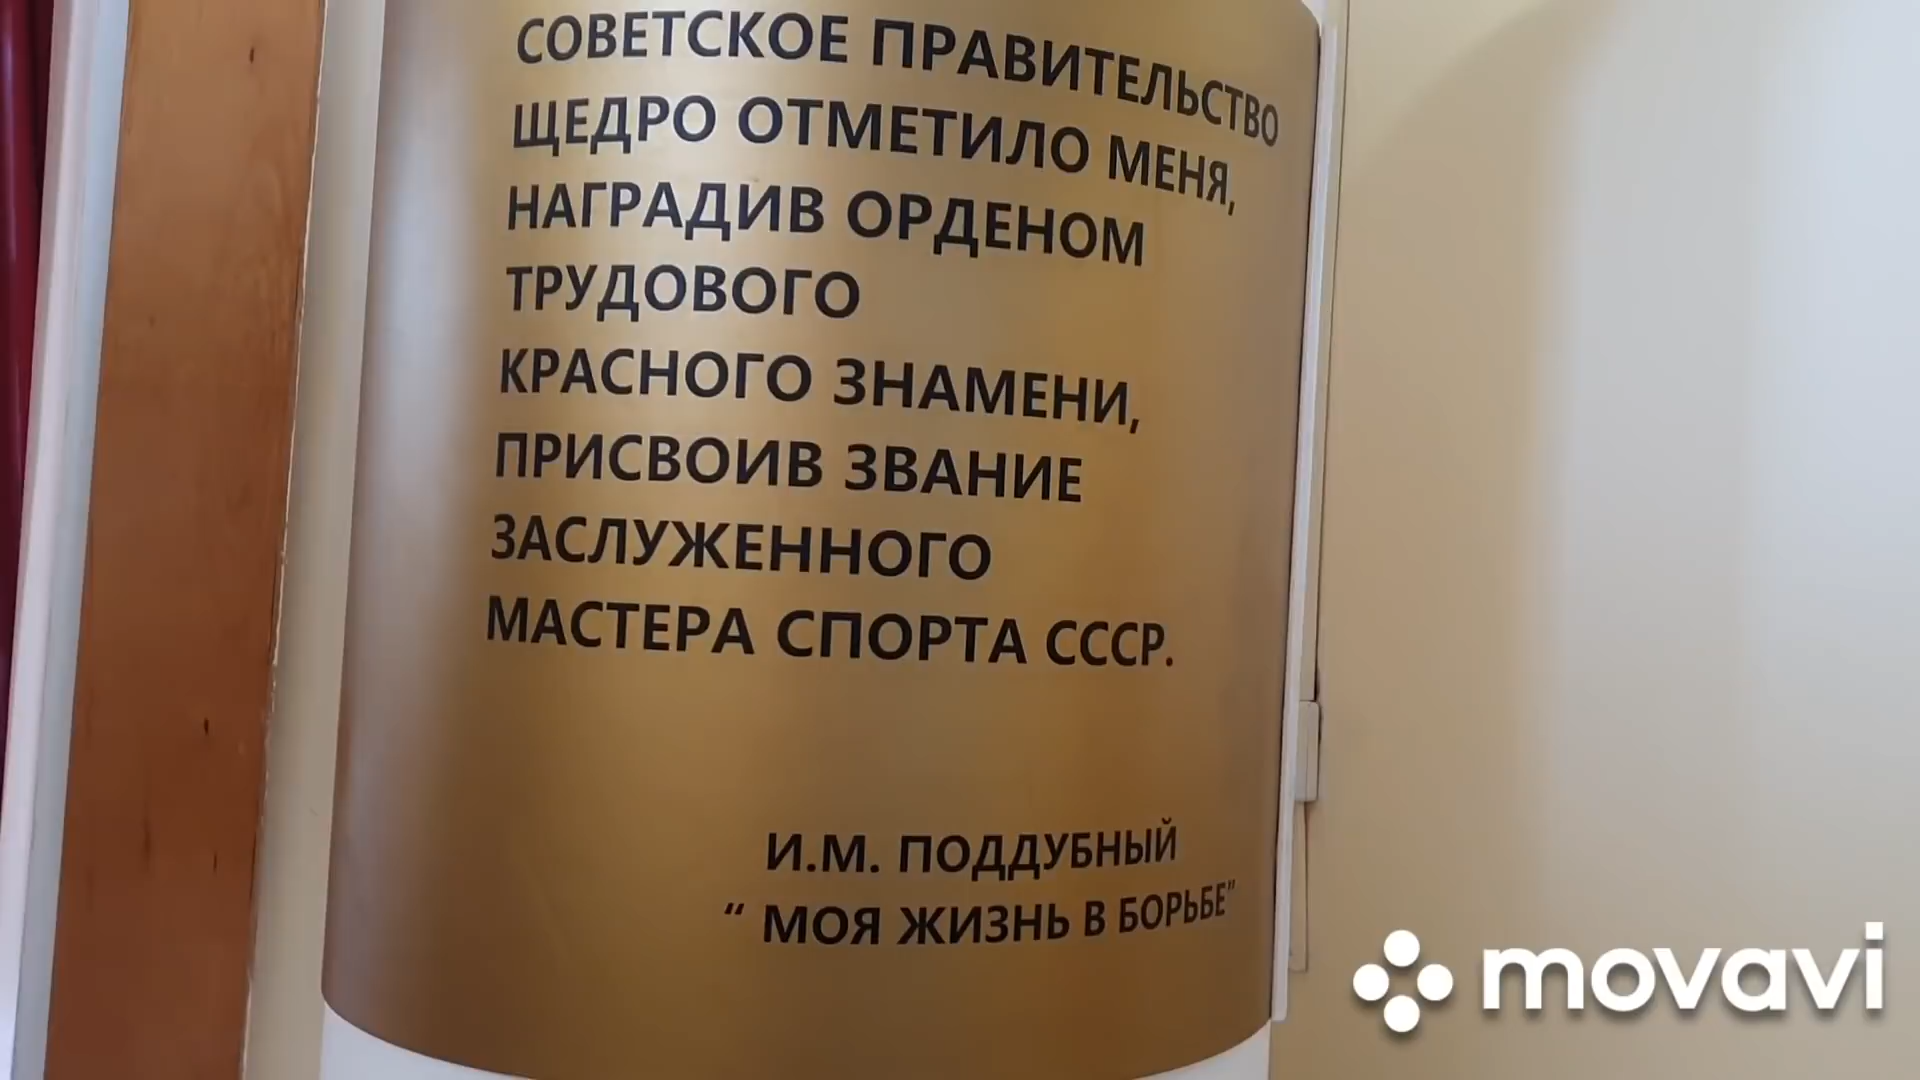 СОВЕТСКОЕ ПРАВИТЕЛЬСТВО
ЩЕДРО ОТМЕТИЛО МЕНЯ,
НАГРАДИВ ОРДЕНОМ
ТРУДОВОГО
КРАСНОГО ЗНАМЕНИ,
ПРИСВОИВ ЗВАНИЕ
ЗАСЛУЖЕННОГО
МАСТЕРА СПОРТА СССР.
И.М. ПОДДУБНЫЙ
“ МОЯ ЖИЗНЬ В БОРЬБЕ”
movavi